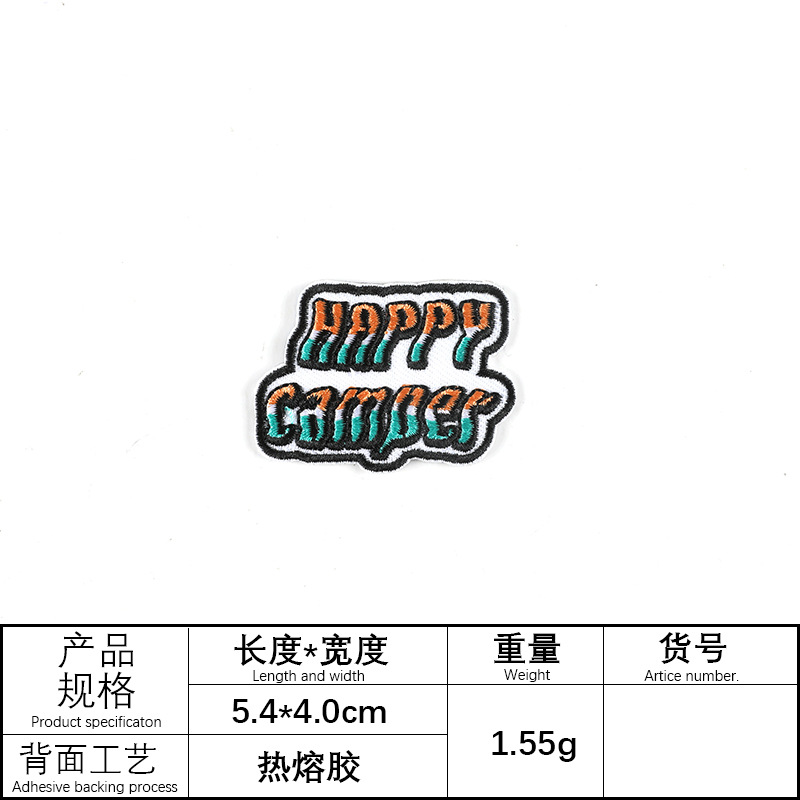 HAPPY
camper
产品
规格
Product specificaton
长度*宽度
Length and width
重量
Weight
货号
Artice number.
5.4*4.0cm
1.55g
背面工艺
Adhesive backing process
热熔胶